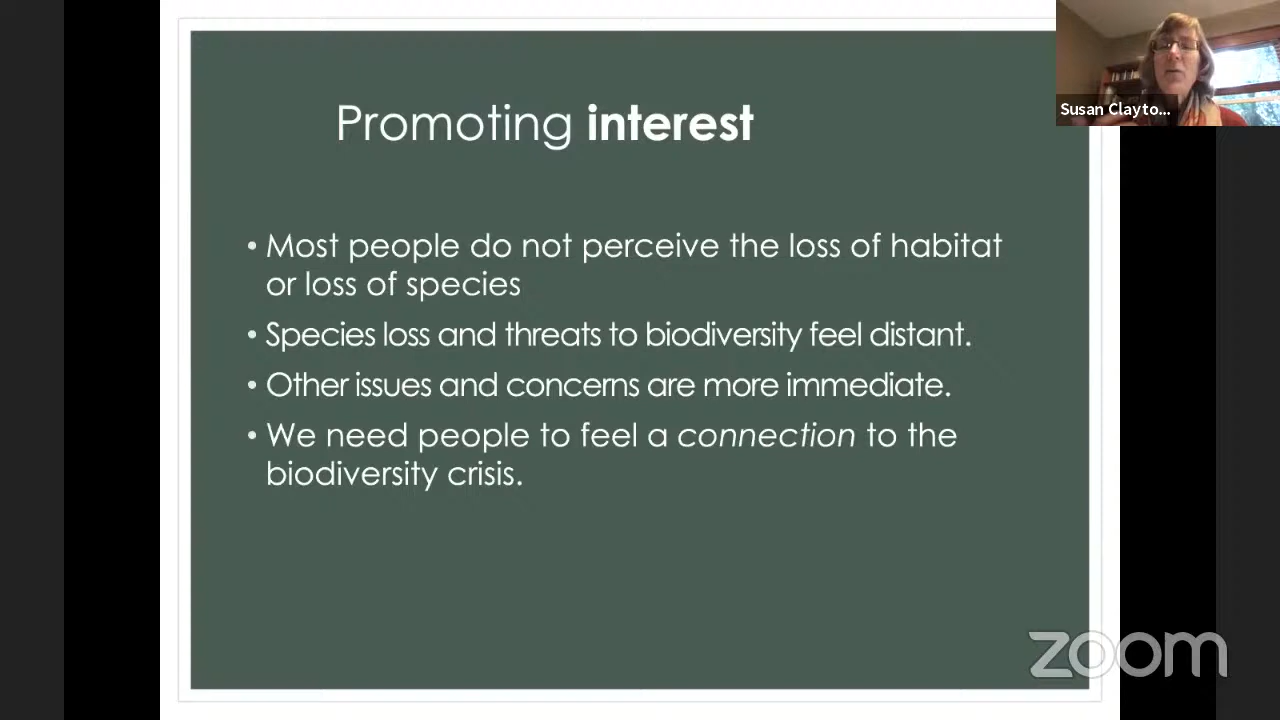 Promoting interest
• Most people do not perceive the loss of habitat
or loss of species
• Species loss and threats to biodiversity feel distant.
• Other issues and concerns are more immediate.
• We need people to feel a connection to the
biodiversity crisis.
Susan Clayto...
zoom